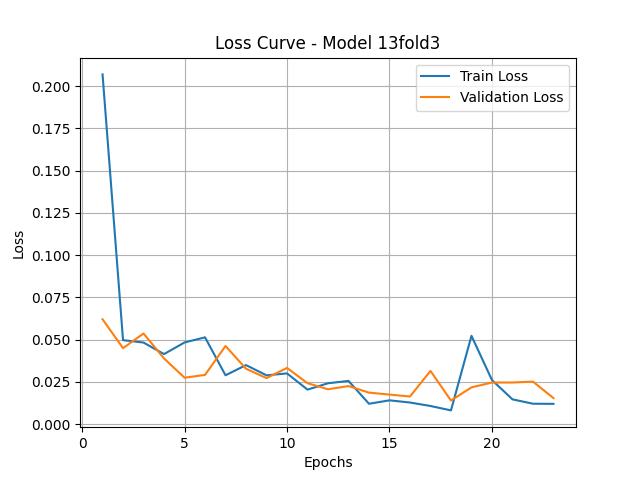 Loss Curve - Model 13fold3
Train Loss
Validation Loss
0.200
0.175
0.150
0.125
0.100
0.075
0.050
0.025
0.000
Loss
0 5 10 15 20
Epochs